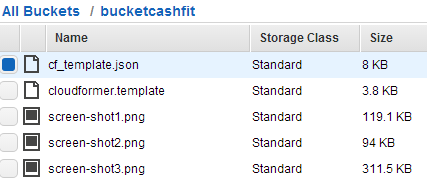 All Buckets / bucketcashfit
Name Storage Class Size
cf_template.json Standard 8 KB
cloudformer.template Standard 3.8 KB
screen-shot1.png Standard 119.1 KB
screen-shot2.png Standard 94 KB
screen-shot3.png Standard 311.5 KB